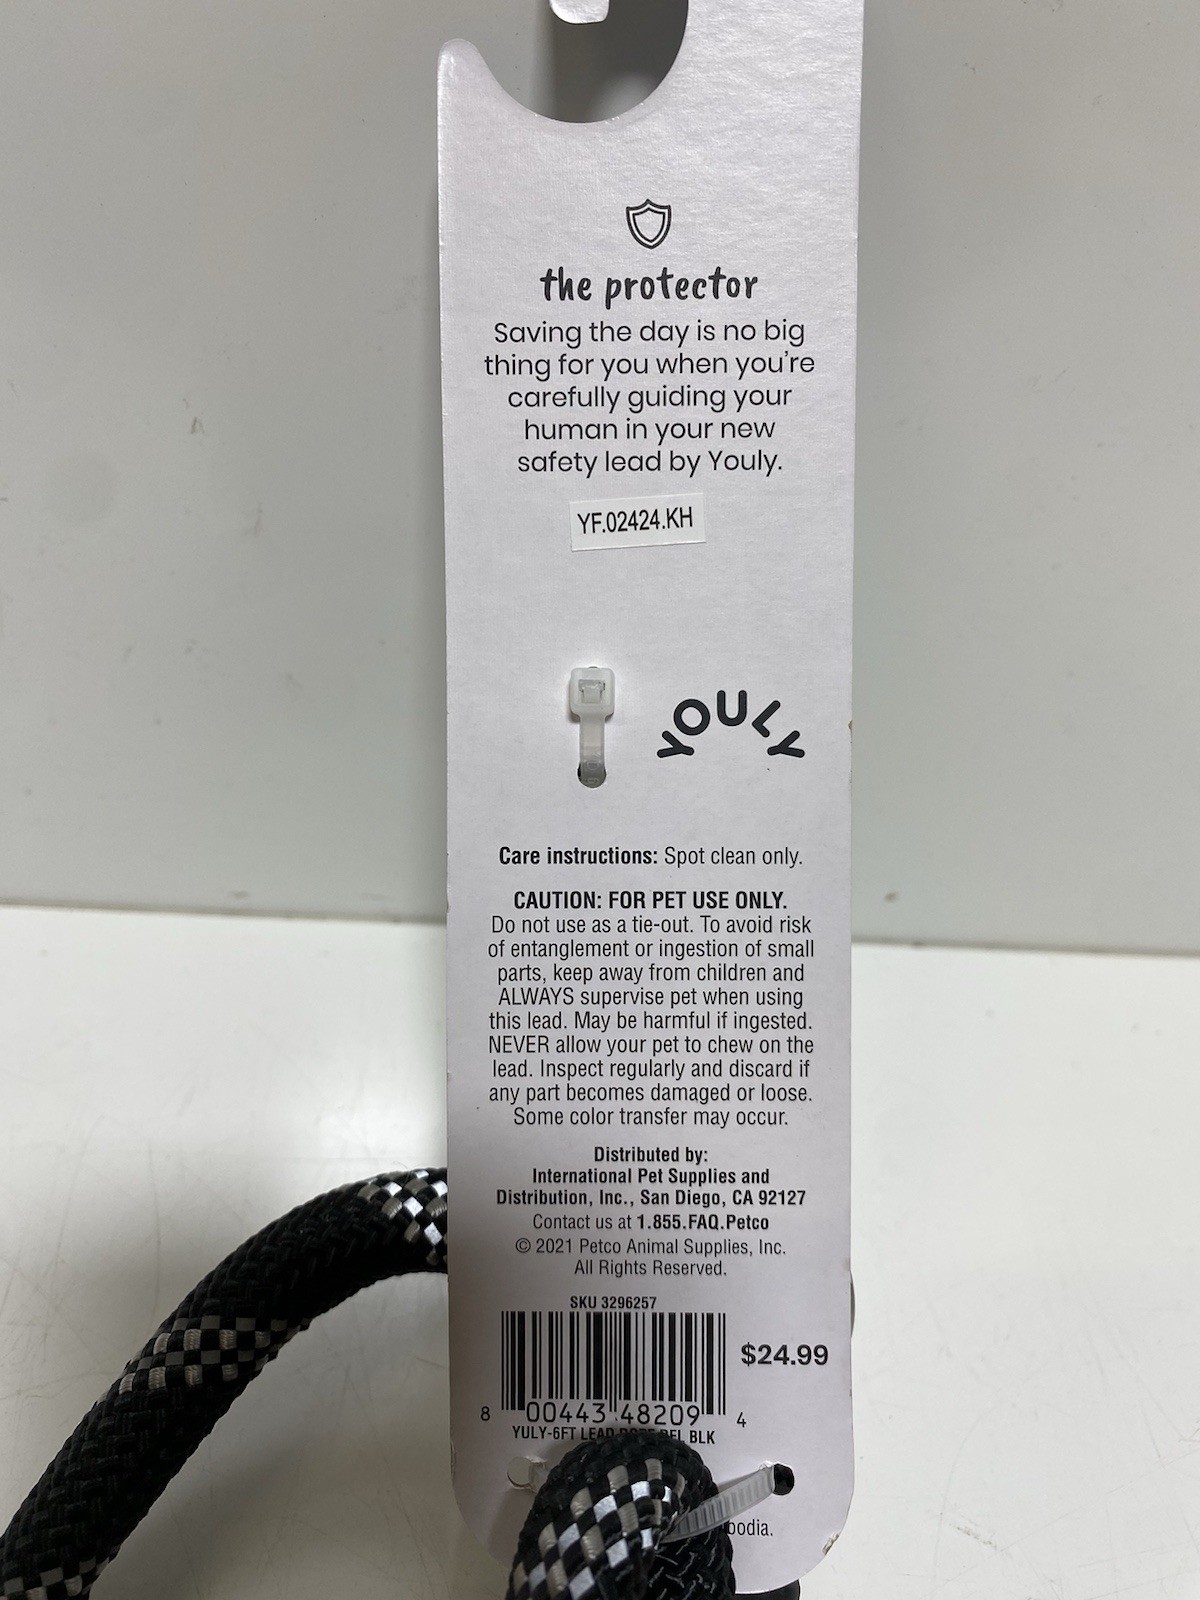 the protector
Saving the day is no big
thing for you when you're
carefully guiding your
human in your new
safety lead by Youly.
YF.02424.KH
YOULY
Care instructions: Spot clean only.
CAUTION: FOR PET USE ONLY.
Do not use as a tie-out. To avoid risk
of entanglement or ingestion of small
parts, keep away from children and
ALWAYS supervise pet when using
this lead. May be harmful if ingested.
NEVER allow your pet to chew on the
lead. Inspect regularly and discard if
any part becomes damaged or loose.
Some color transfer may occur.
Distributed by:
International Pet Supplies and
Distribution, Inc., San Diego, CA 92127
Contact us at 1.855.FAQ.Petco
© 2021 Petco Animal Supplies, Inc.
All Rights Reserved.
SKU 3296257
$24.99
8 00443 48209 4
YULY-6FT LEAD BLK